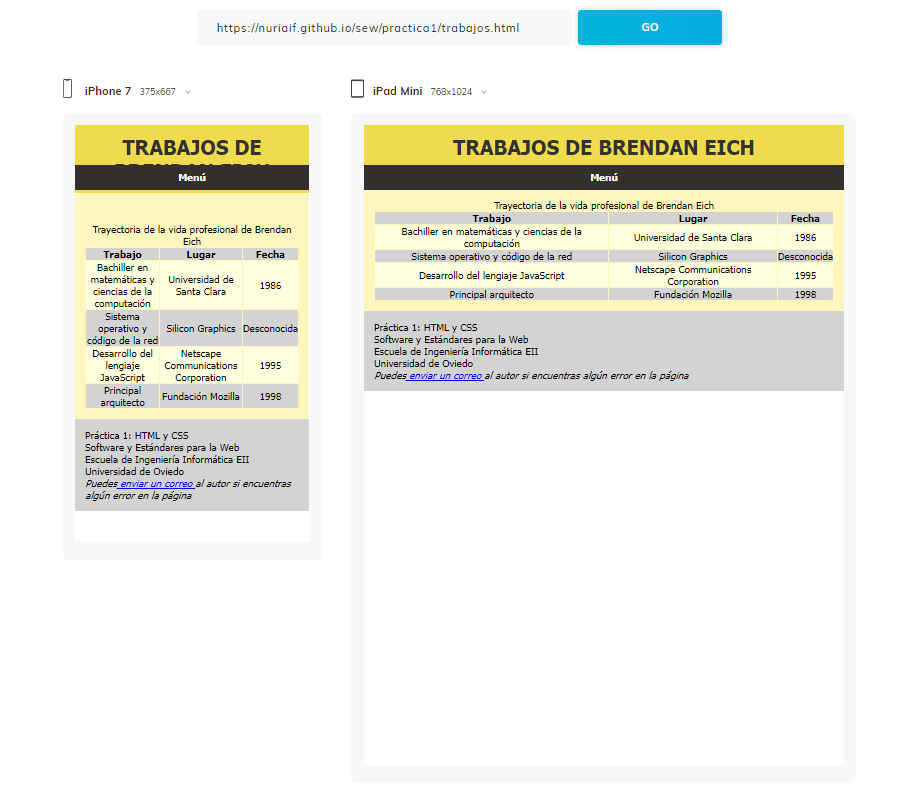 https://nuriaif.github.io/sew/practica1/trabajos.html
GO
iPhone 7 375x667
TRABAJOS DE
BRENDAN EICH
Menú
Trayectoria de la vida profesional de Brendan
Eich
Trabajo Lugar Fecha
Bachiller en
matemáticas y
ciencias de la
computación
Universidad de
Santa Clara
1986
Sistema
operativo y
código de la red
Silicon Graphics
Desconocida
Desarrollo del
lengiaje
JavaScript
Netscape
Communications
Corporation
1995
Principal
arquitecto
Fundación Mozilla
1998
Práctica 1: HTML y CSS
Software y Estándares para la Web
Escuela de Ingeniería Informática EII
Universidad de Oviedo
Puedes enviar un correo al autor si encuentras
algún error en la página
iPad Mini 768x1024
TRABAJOS DE BRENDAN EICH
Menú
Trayectoria de la vida profesional de Brendan Eich
Trabajo Lugar Fecha
Bachiller en matemáticas y ciencias de la
computación
Universidad de Santa Clara
1986
Sistema operativo y código de la red
Silicon Graphics
Desconocida
Desarrollo del lengiaje JavaScript
Netscape Communications
Corporation
1995
Principal arquitecto
Fundación Mozilla
1998
Práctica 1: HTML y CSS
Software y Estándares para la Web
Escuela de Ingeniería Informática EII
Universidad de Oviedo
Puedes enviar un correo al autor si encuentras algún error en la página